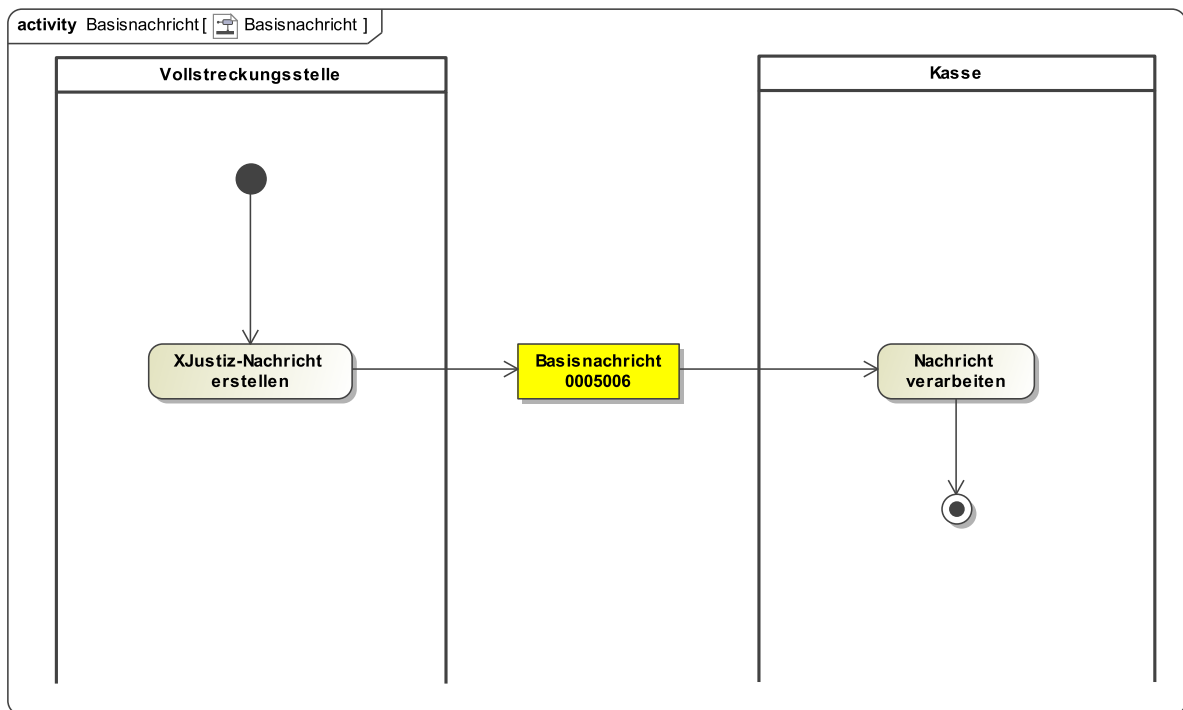 activity Basisnachricht [ Basisnachricht ]
Vollstreckungsstelle
Kasse
XJustiz-Nachricht
erstellen
Basisnachricht
0005006
Nachricht
verarbeiten